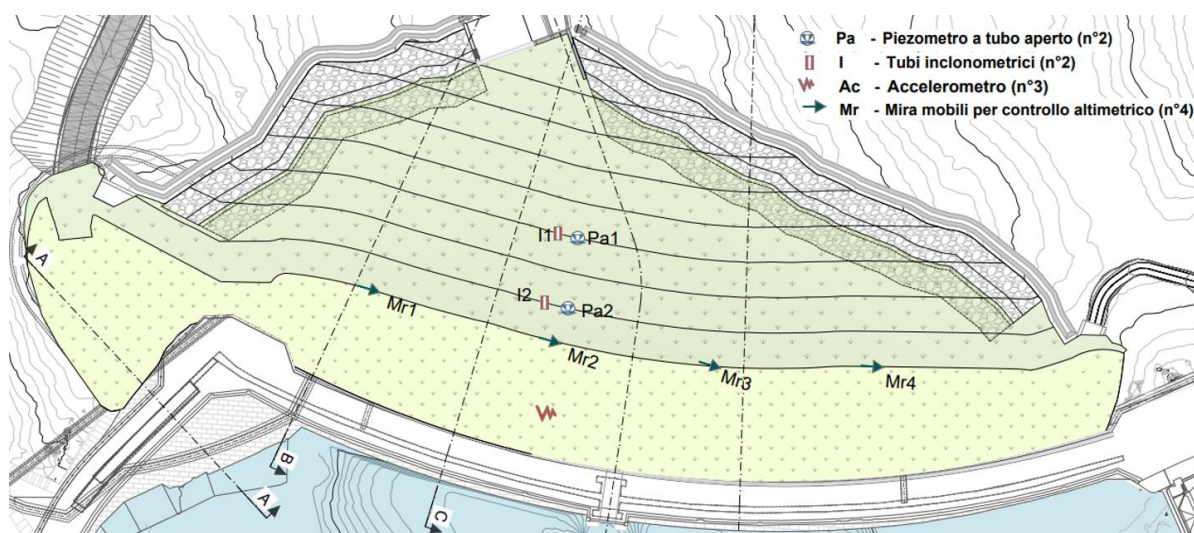 Pa - Piezometro a tubo aperto (n°2)
I - Tubi inclonometrici (n°2)
Ac - Accelerometro (n°3)
Mr - Mira mobili per controllo altimetrico (n°4)
I1 Pa1
A
I2 Pa2
Mr1
Mr2
Mr3
Mr4
B
A
C